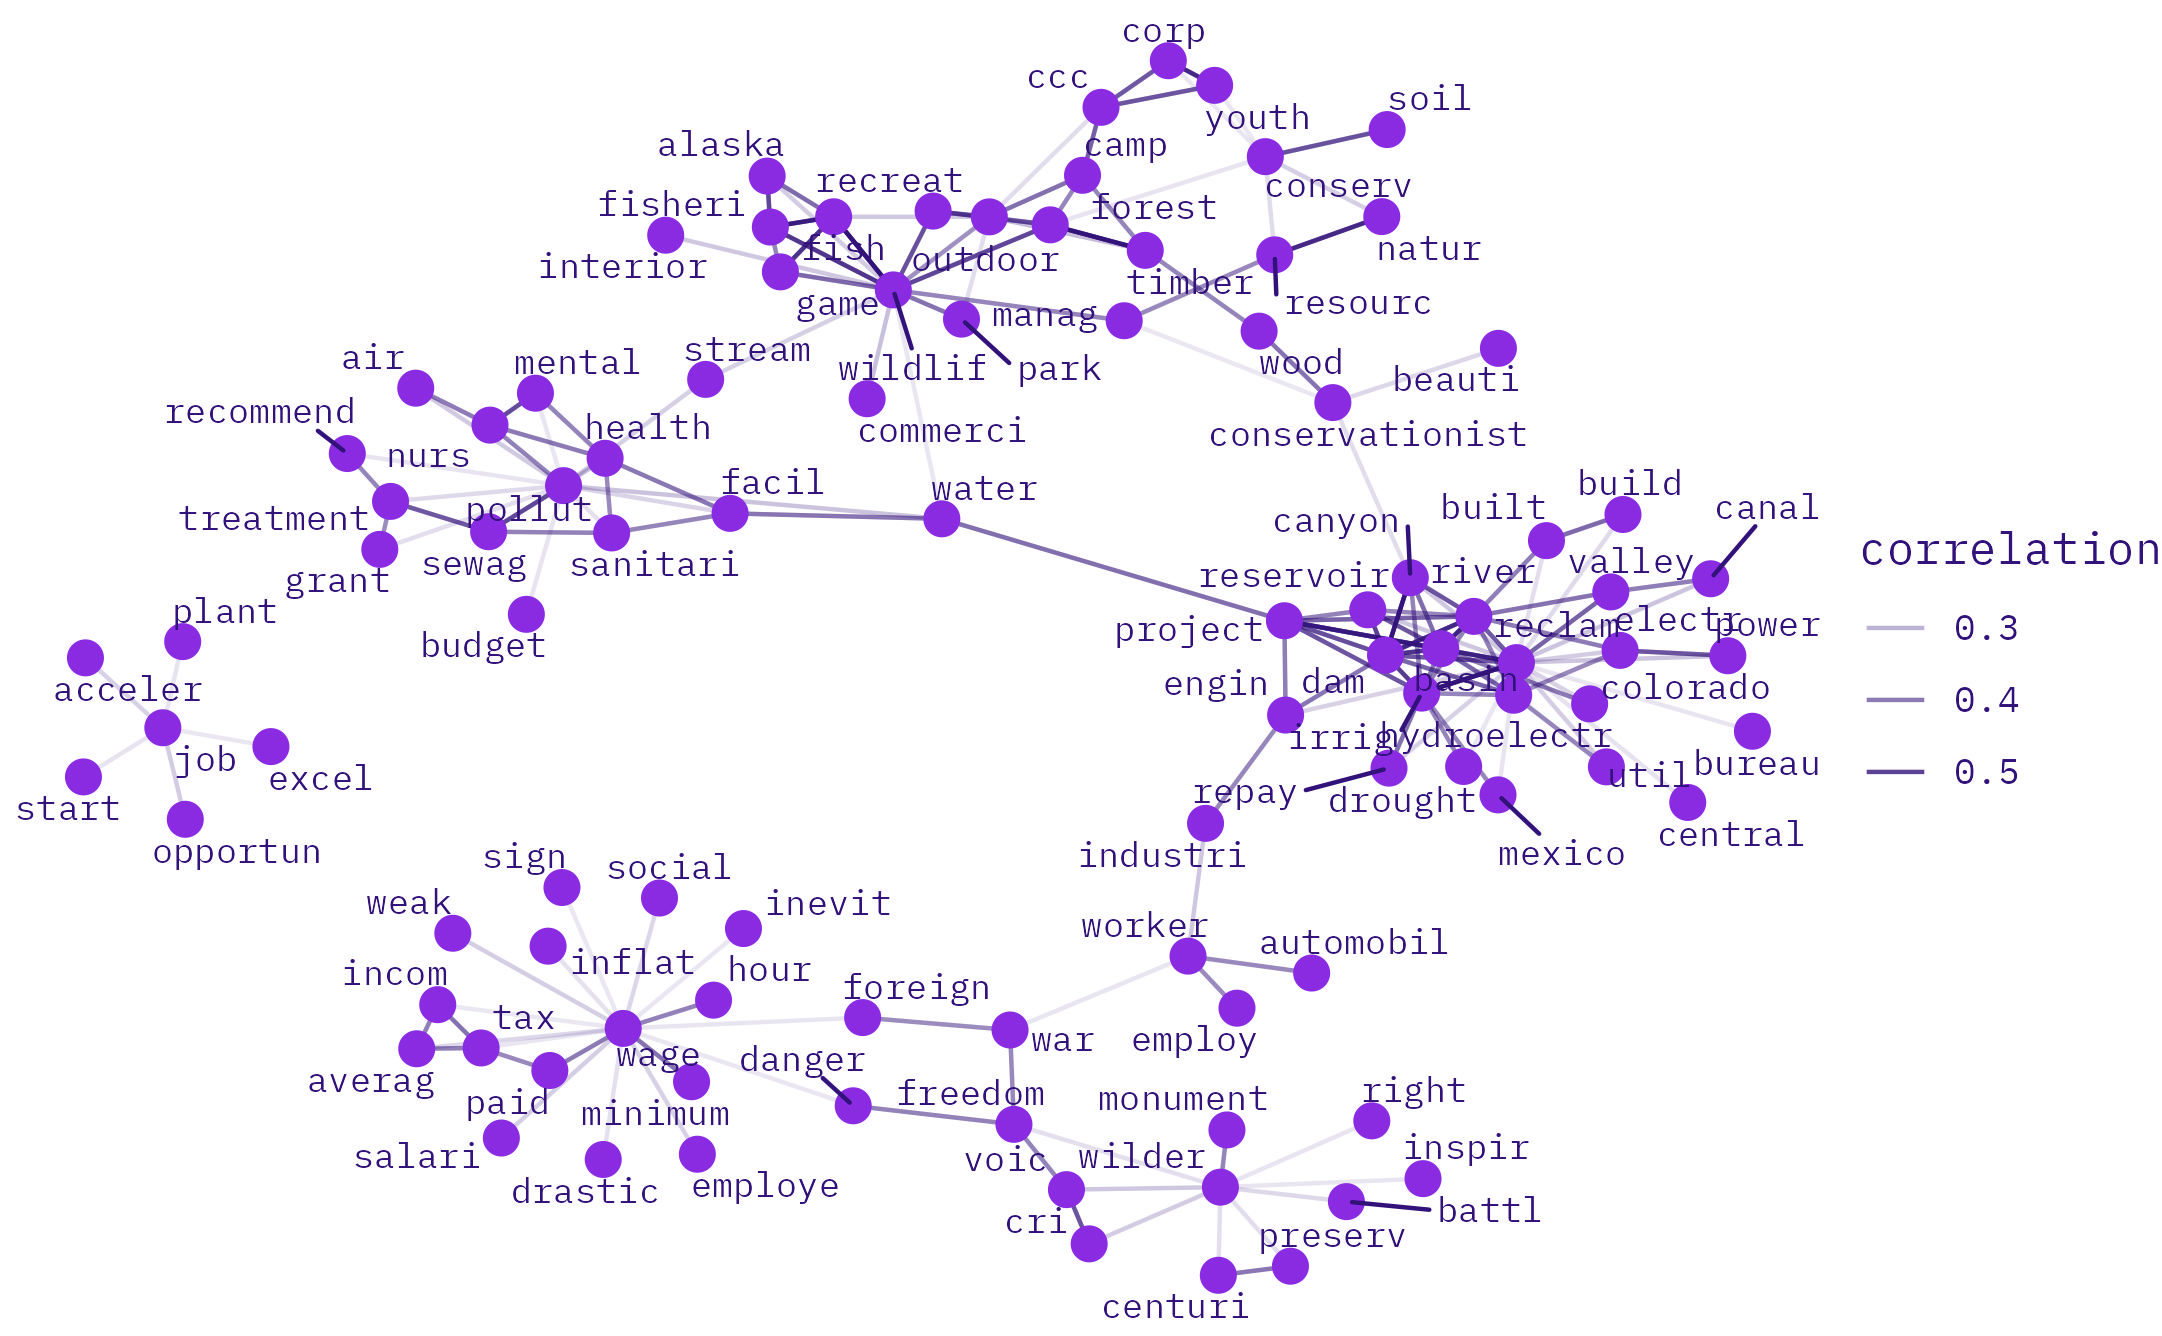 corp
ccc
soil
youth
alaska
camp
recreat
conserv
fisheri
forest
fish
natur
outdoor
interior
timber
game
manag
resourc
stream
air
mental
wildlif
park
wood
beauti
recommend
health
commerci
conservationist
nurs
facil
water
build
pollut
built
canal
treatment
canyon
correlation
sewag
sanitari
reservoir
river
valley
grant
plant
project
reclam
electr
power
0.3
budget
acceler
engin
dam
basin
colorado
0.4
job
irrig
hydroelectr
excel
util
bureau
0.5
start
repay
drought
central
opportun
sign
social
industri
mexico
weak
inevit
worker
automobil
inflat
hour
incom
foreign
tax
war
employ
wage
danger
averag
freedom
monument
right
paid
minimum
salari
voic
wilder
inspir
drastic
employe
battl
cri
preserv
centuri